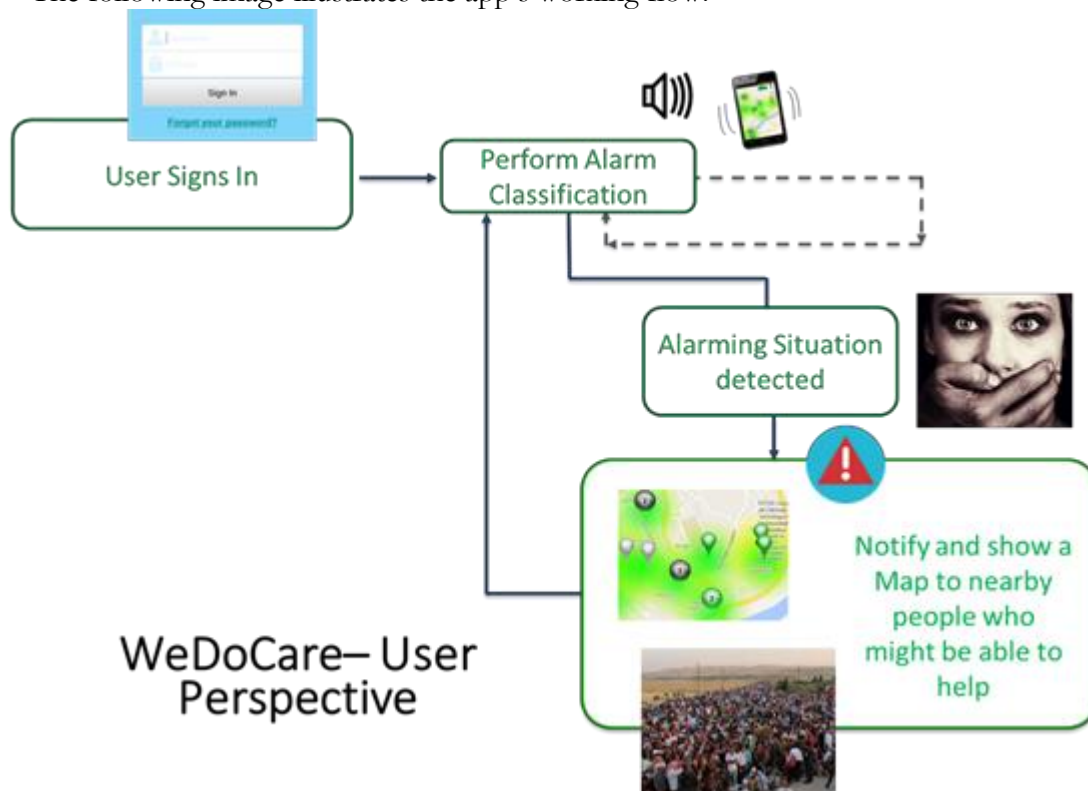 The following image illustrates the app's working flow.
Sign In
Forgot your password?
User Signs In
Perform Alarm
Classification
Alarming Situation
detected
Notify and show a
Map to nearby
people who
might be able to
help
WeDoCare– User
Perspective